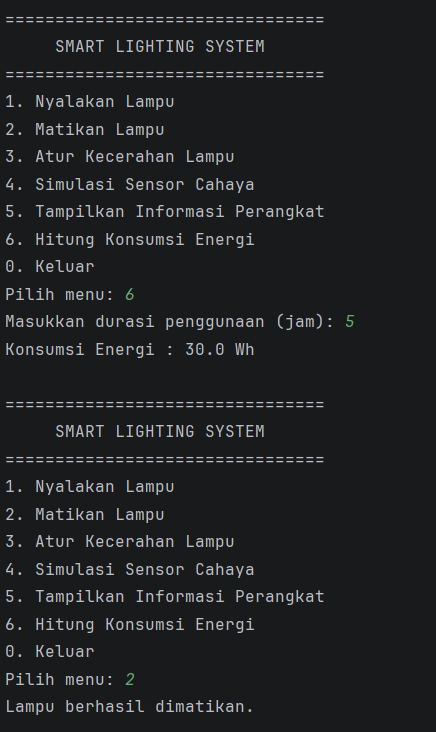 ================================
     SMART LIGHTING SYSTEM
================================
1. Nyalakan Lampu
2. Matikan Lampu
3. Atur Kecerahan Lampu
4. Simulasi Sensor Cahaya
5. Tampilkan Informasi Perangkat
6. Hitung Konsumsi Energi
0. Keluar
Pilih menu: 6
Masukkan durasi penggunaan (jam): 5
Konsumsi Energi : 30.0 Wh

================================
     SMART LIGHTING SYSTEM
================================
1. Nyalakan Lampu
2. Matikan Lampu
3. Atur Kecerahan Lampu
4. Simulasi Sensor Cahaya
5. Tampilkan Informasi Perangkat
6. Hitung Konsumsi Energi
0. Keluar
Pilih menu: 2
Lampu berhasil dimatikan.